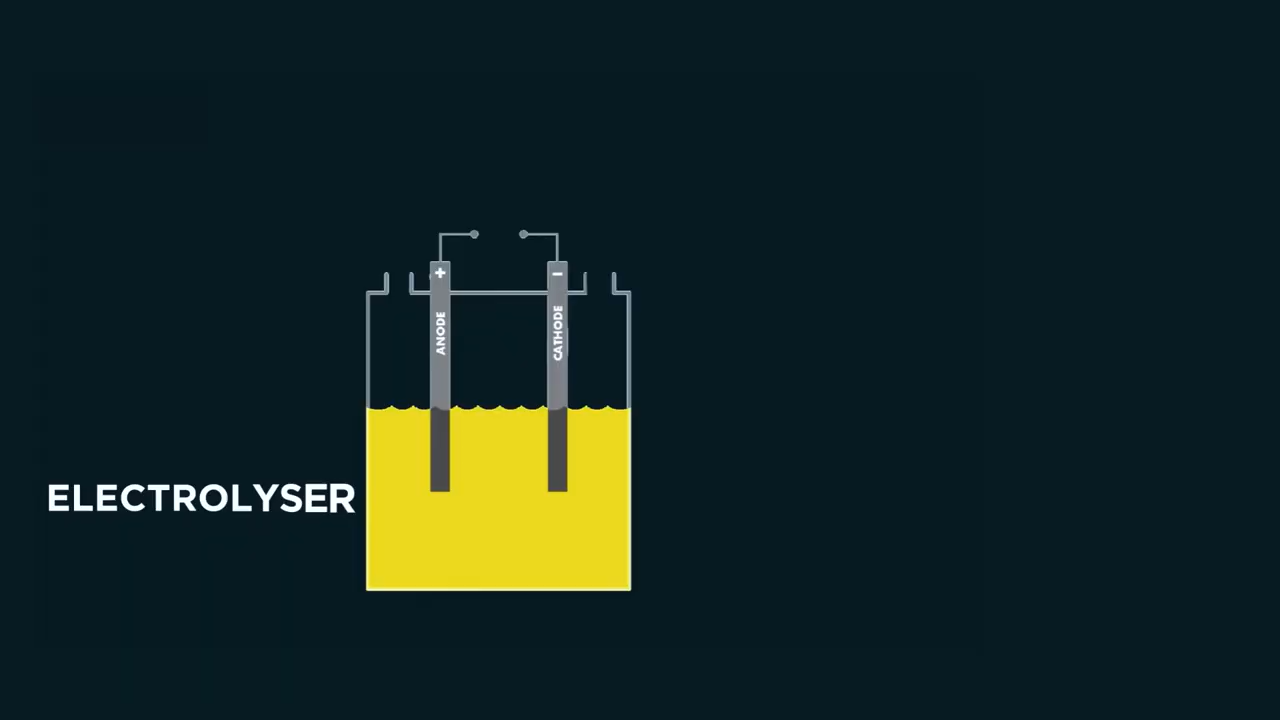 +
−
ANODE
CATHODE
ELECTROLYSER